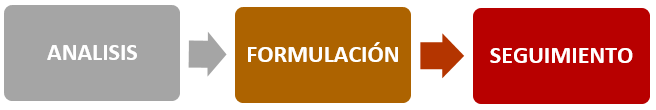 ANALISIS
FORMULACIÓN
SEGUIMIENTO